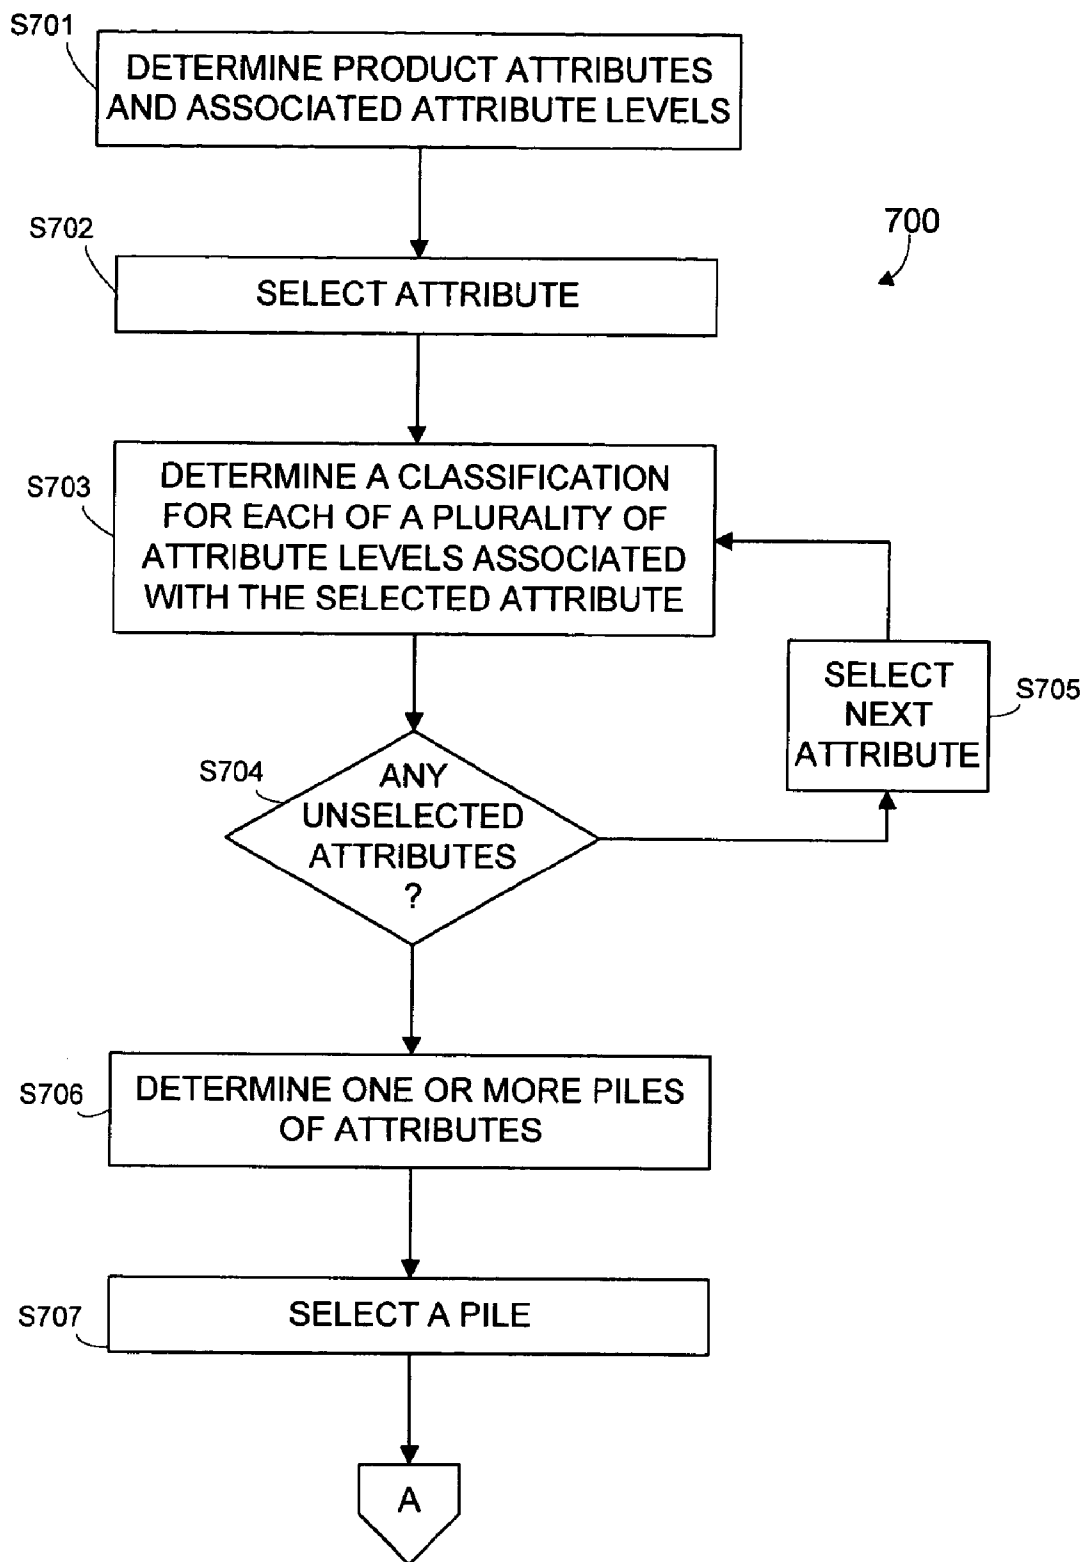 S701
DETERMINE PRODUCT ATTRIBUTES
AND ASSOCIATED ATTRIBUTE LEVELS
S702
700
SELECT ATTRIBUTE
S703
DETERMINE A CLASSIFICATION
FOR EACH OF A PLURALITY OF
ATTRIBUTE LEVELS ASSOCIATED
WITH THE SELECTED ATTRIBUTE
SELECT
NEXT
ATTRIBUTE
S705
S704
ANY
UNSELECTED
ATTRIBUTES
?
S706
DETERMINE ONE OR MORE PILES
OF ATTRIBUTES
S707
SELECT A PILE
A